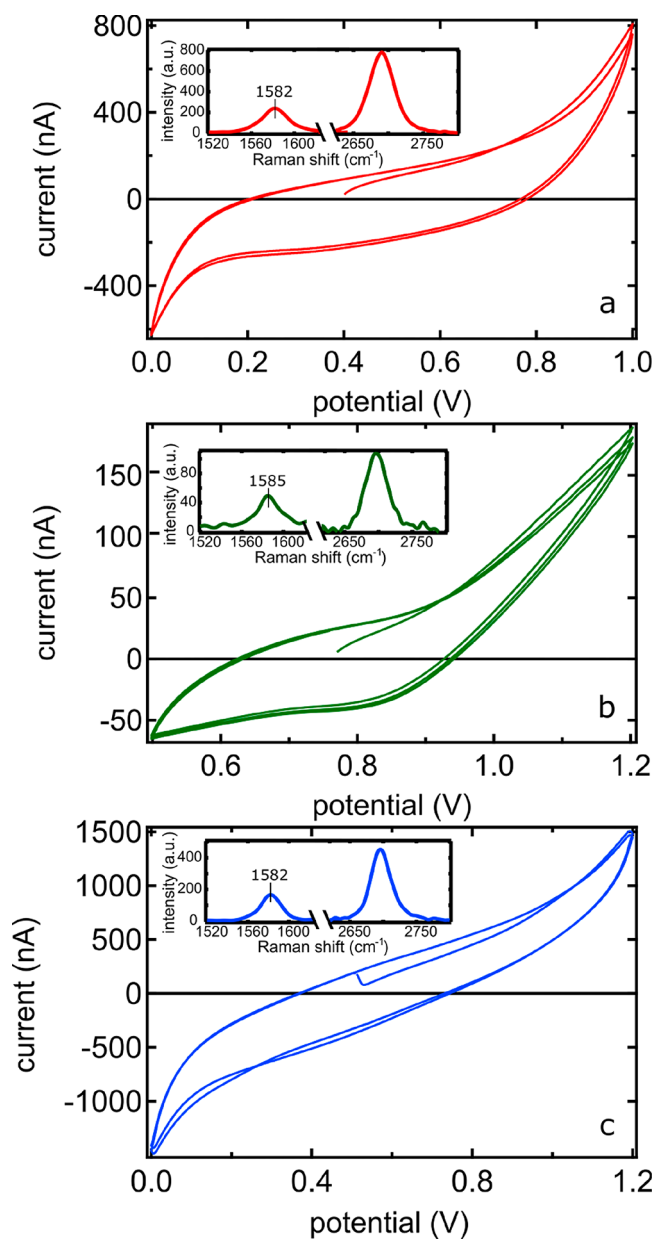 800
400
0
-400
current (nA)
intensity (a.u.)
800
600
400
200
0
1582
1520 1560 1600 2650 2750
Raman shift (cm-1)
a
0.0 0.2 0.4 0.6 0.8 1.0
potential (V)
150
100
50
0
-50
current (nA)
intensity (a.u.)
80
40
0
1585
1520 1560 1600 2650 2750
Raman shift (cm-1)
b
0.6 0.8 1.0 1.2
potential (V)
1500
1000
500
0
-500
-1000
current (nA)
intensity (a.u.)
400
200
0
1582
1520 1560 1600 2650 2750
Raman shift (cm-1)
c
0.0 0.4 0.8 1.2
potential (V)